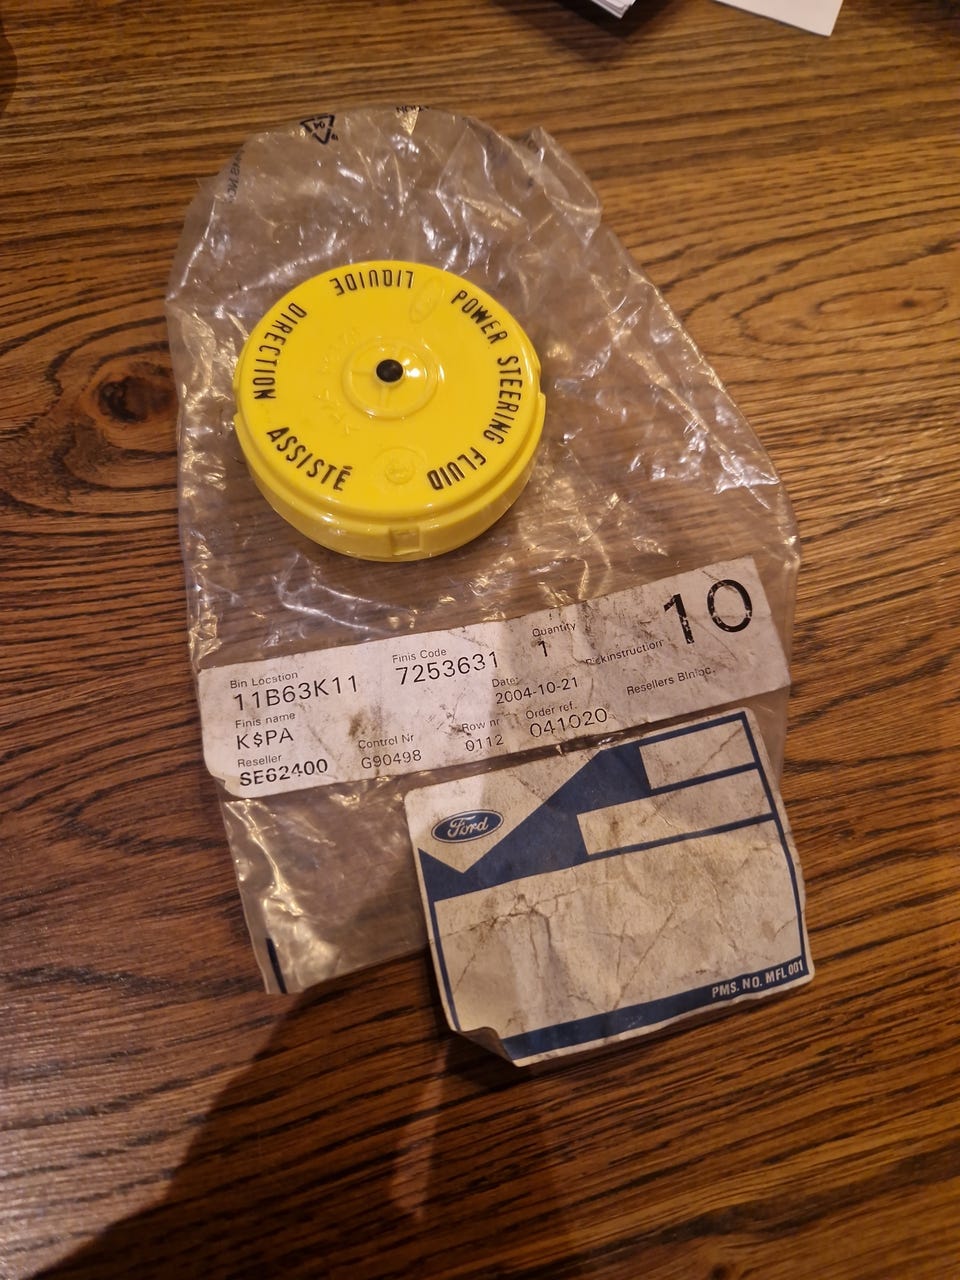 04
LIQUIDE DIRECTION ASSISTÉ
POWER STEERING FLUID
Bin Location
11B63K11
Finis Code
7253631
Quantity
1
10
Finis name
K$PA
Date:
2004-10-21
Resellers Binloc.
Reseller
SE62400
Control Nr
G90498
Row nr
0112
Order ref.
041020
Ford
PMS. NO. MFL 001